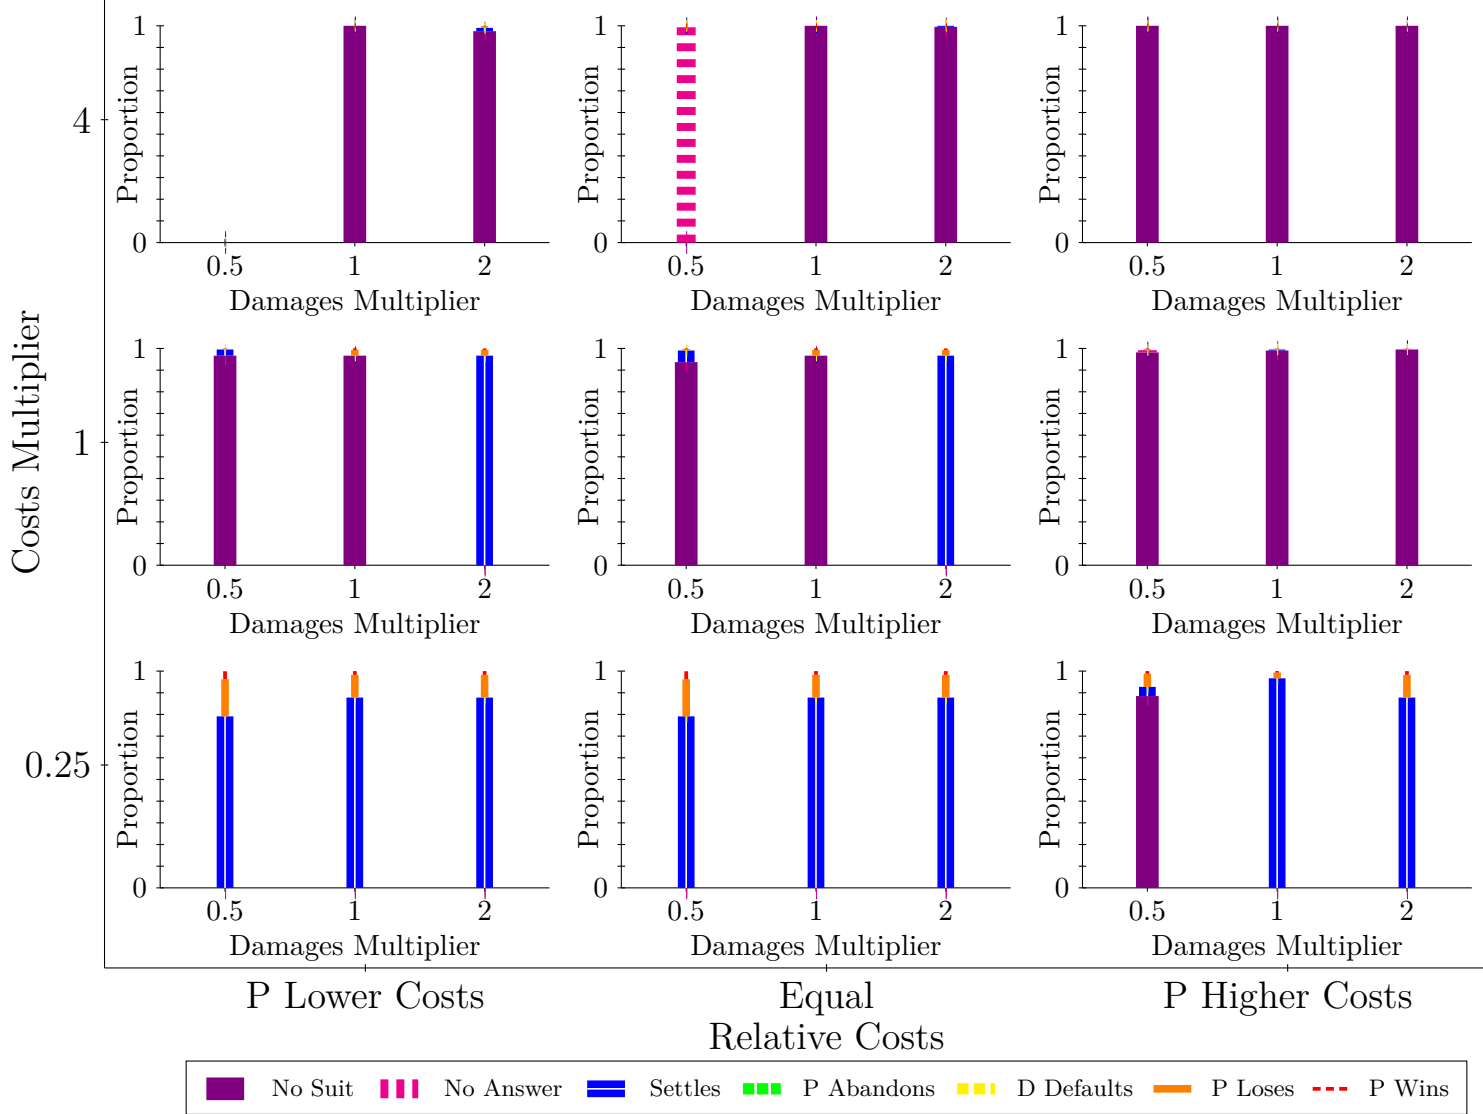 1 1 1
Proportion Proportion Proportion
4
0 0 0
0.5 1 2 0.5 1 2 0.5 1 2
Damages Multiplier Damages Multiplier Damages Multiplier
1 1 1
Proportion Proportion Proportion
Costs Multiplier
1
0 0 0
0.5 1 2 0.5 1 2 0.5 1 2
Damages Multiplier Damages Multiplier Damages Multiplier
1 1 1
Proportion Proportion Proportion
0.25
0 0 0
0.5 1 2 0.5 1 2 0.5 1 2
Damages Multiplier Damages Multiplier Damages Multiplier
P Lower Costs Equal P Higher Costs
Relative Costs
No Suit No Answer Settles P Abandons D Defaults P Loses P Wins